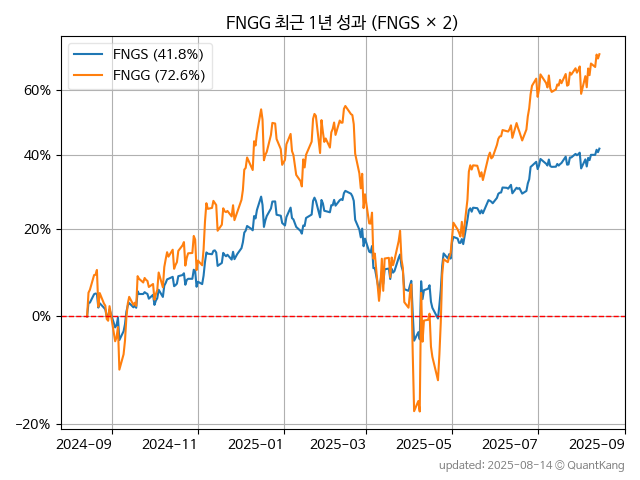 FNGG 최근 1년 성과 (FNGS × 2)
FNGS (41.8%)
FNGG (72.6%)
60%
40%
20%
0%
−20%
2024-09 2024-11 2025-01 2025-03 2025-05 2025-07 2025-09
updated: 2025-08-14 © QuantKang